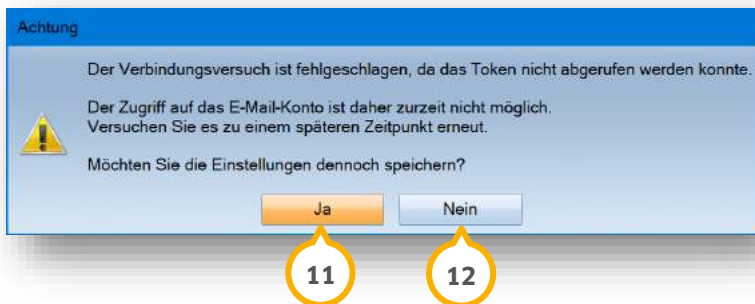 Achtung
Der Verbindungsversuch ist fehlgeschlagen, da das Token nicht abgerufen werden konnte.
Der Zugriff auf das E-Mail-Konto ist daher zurzeit nicht möglich.
Versuchen Sie es zu einem späteren Zeitpunkt erneut.
Möchten Sie die Einstellungen dennoch speichern?
Ja Nein
11 12